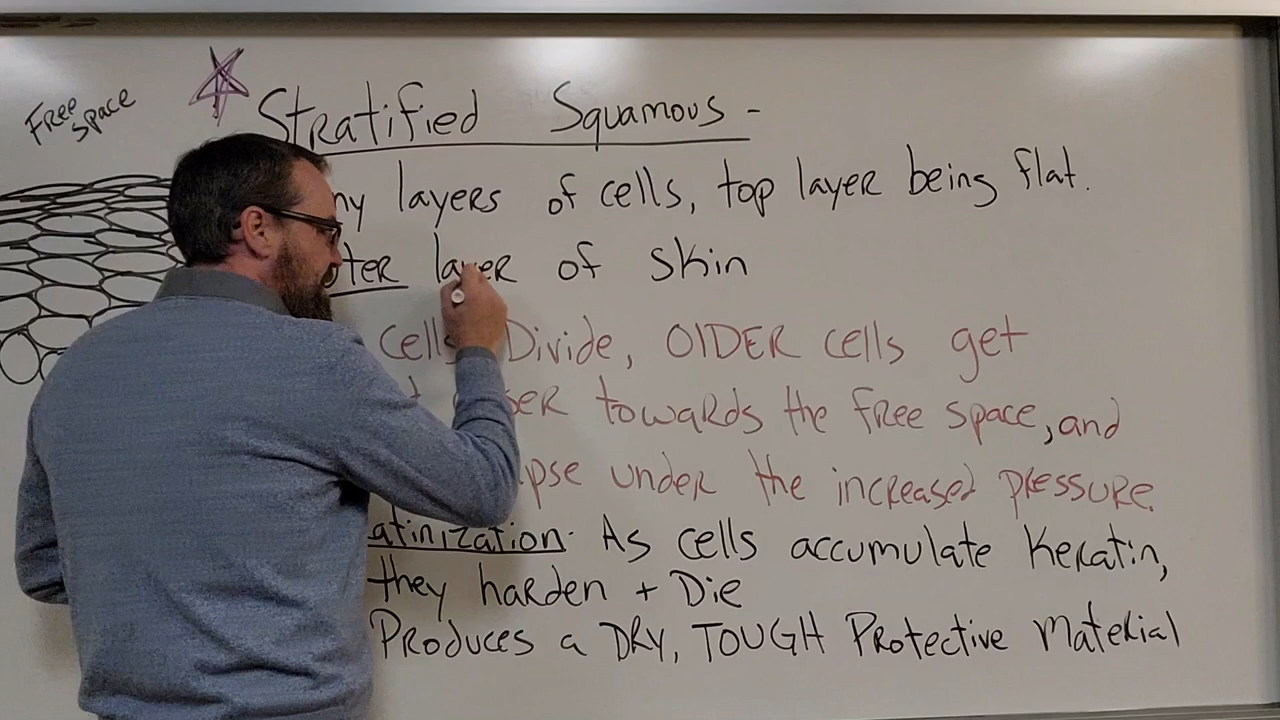 Free
space
Stratified Squamous -
ny layers of cells, top layer being flat.
ter layer of skin
cells Divide, OlDER cells get
er towards the free space, and
pse under the increased pressure.
atinization: As cells accumulate Keratin,
they harden + Die
Produces a DRy, TOUGH Protective Material